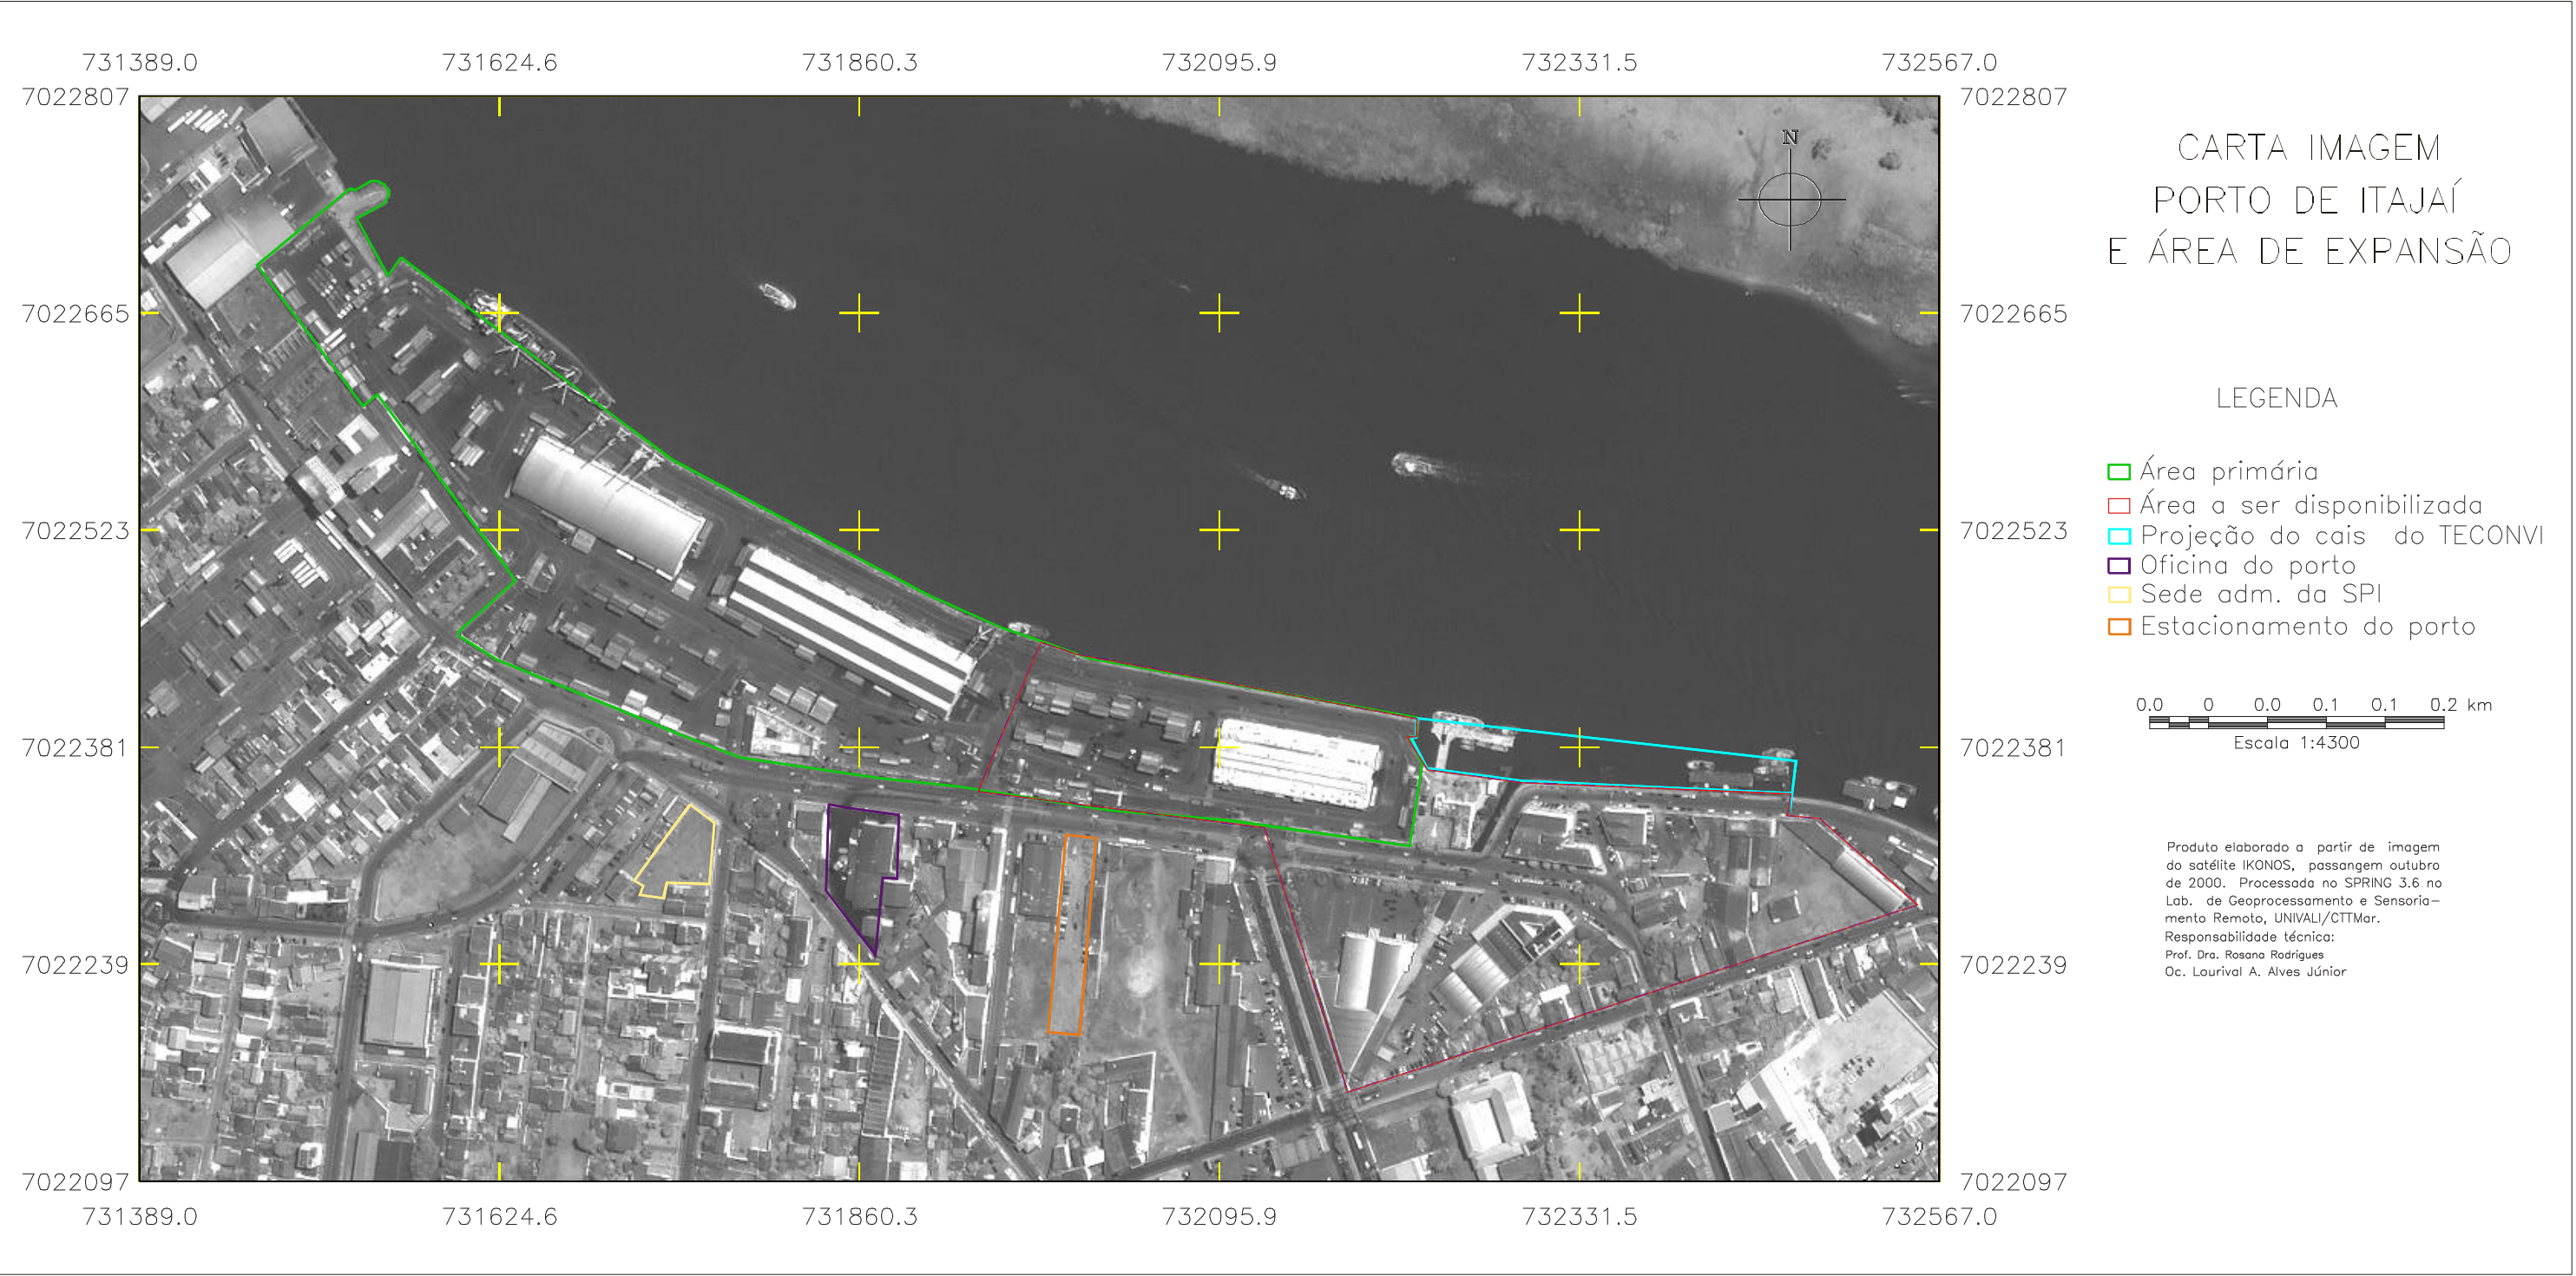 731389.0 731624.6 731860.3 732095.9 732331.5 732567.0
7022807 7022807
N
CARTA IMAGEM
PORTO DE ITAJAÍ
E ÁREA DE EXPANSÃO
7022665 7022665
LEGENDA
Área primária
Área a ser disponibilizada
7022523 7022523
Projeção do cais do TECONVI
Oficina do porto
Sede adm. da SPI
Estacionamento do porto
0.0 0 0.0 0.1 0.1 0.2 km
Escala 1:4300
7022381 7022381
Produto elaborado a partir de imagem
do satélite IKONOS, passangem outubro
de 2000. Processada no SPRING 3.6 no
Lab. de Geoprocessamento e Sensoria-
mento Remoto, UNIVALI/CTTMar.
Responsabilidade técnica:
Prof. Dra. Rosana Rodrigues
Oc. Lourival A. Alves Júnior
7022239 7022239
7022097 7022097
731389.0 731624.6 731860.3 732095.9 732331.5 732567.0